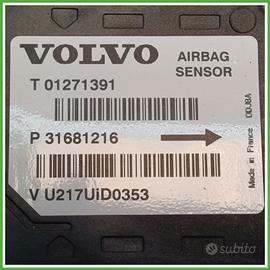 VOLVO
AIRBAG
SENSOR
T 01271391
P 31681216
V U217UiD0353
DDJBA
Made in France
subito